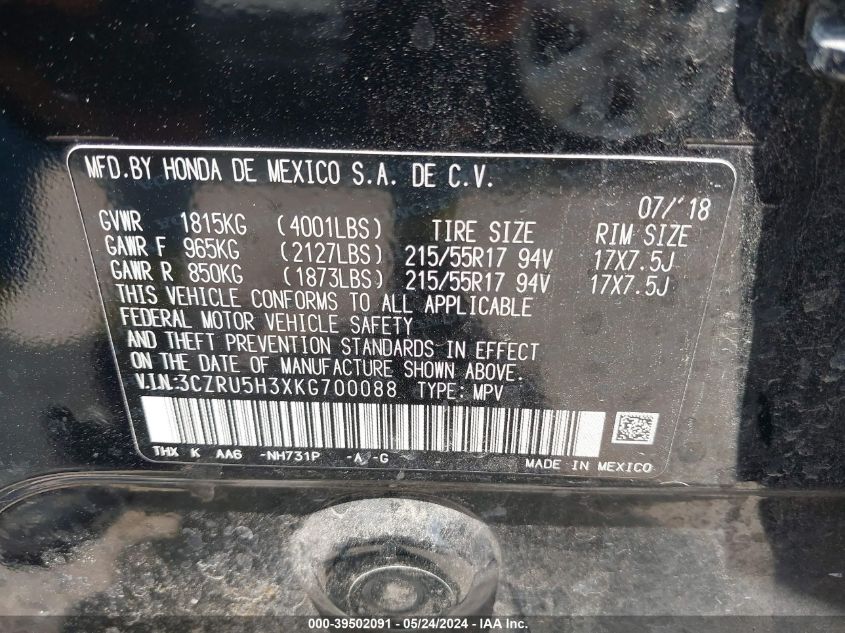 MFD.BY HONDA DE MEXICO S.A. DE C.V.
07/'18
GVWR 1815KG (4001LBS) TIRE SIZE RIM SIZE
GAWR F 965KG (2127LBS) 215/55R17 94V 17X7.5J
GAWR R 850KG (1873LBS) 215/55R17 94V 17X7.5J
THIS VEHICLE CONFORMS TO ALL APPLICABLE
FEDERAL MOTOR VEHICLE SAFETY
AND THEFT PREVENTION STANDARDS IN EFFECT
ON THE DATE OF MANUFACTURE SHOWN ABOVE.
V.I.N.:3CZRU5H3XKG700088 TYPE: MPV
THX K AA6 -NH731P -A -G MADE IN MEXICO
000-39502091 - 05/24/2024 - IAA Inc.